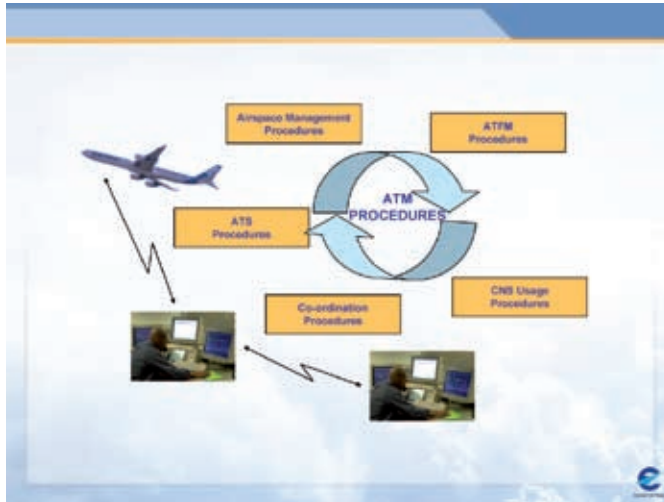 Airspace Management
Procedures
ATFM
Procedures
ATM
PROCEDURES
ATS
Procedures
CNS Usage
Procedures
Co-ordination
Procedures